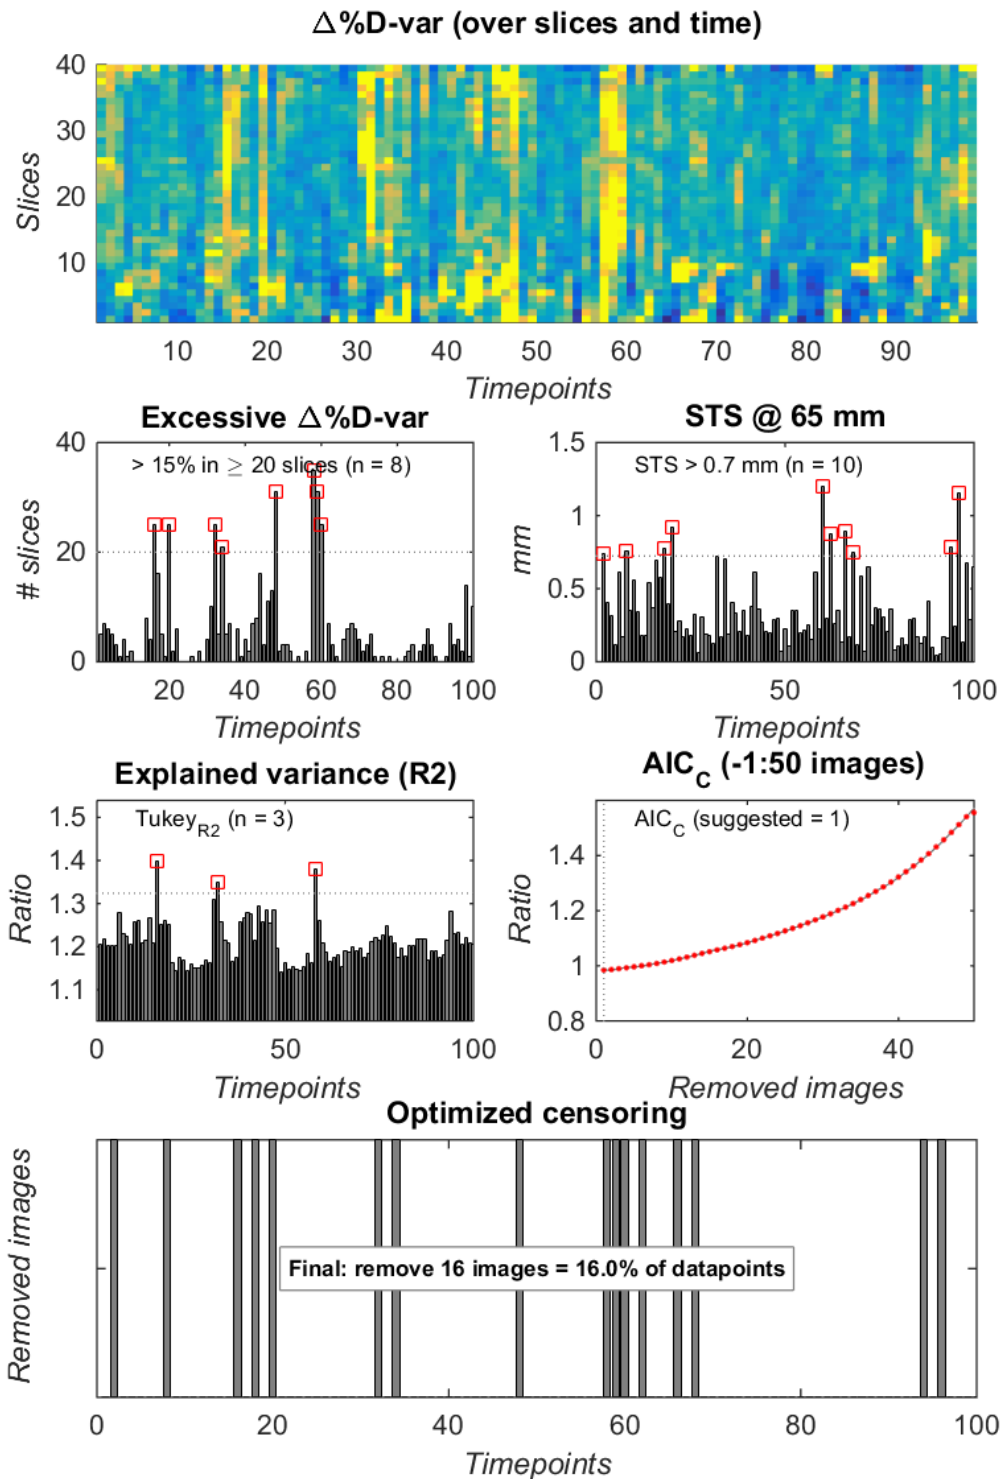 Δ%D-var (over slices and time)
40
30
20
10
Slices
10 20 30 40 50 60 70 80 90
Timepoints
Excessive Δ%D-var
> 15% in ≥ 20 slices (n = 8)
40
20
0
# slices
20 40 60 80 100
Timepoints
STS @ 65 mm
STS > 0.7 mm (n = 10)
1.5
1
0.5
0
mm
0 50 100
Timepoints
Explained variance (R2)
Tukey_R2 (n = 3)
1.5
1.4
1.3
1.2
1.1
Ratio
0 50 100
Timepoints
AIC_C (-1:50 images)
AIC_C (suggested = 1)
1.4
1.2
1
0.8
Ratio
0 20 40
Removed images
Optimized censoring
Removed images
Final: remove 16 images = 16.0% of datapoints
0 20 40 60 80 100
Timepoints